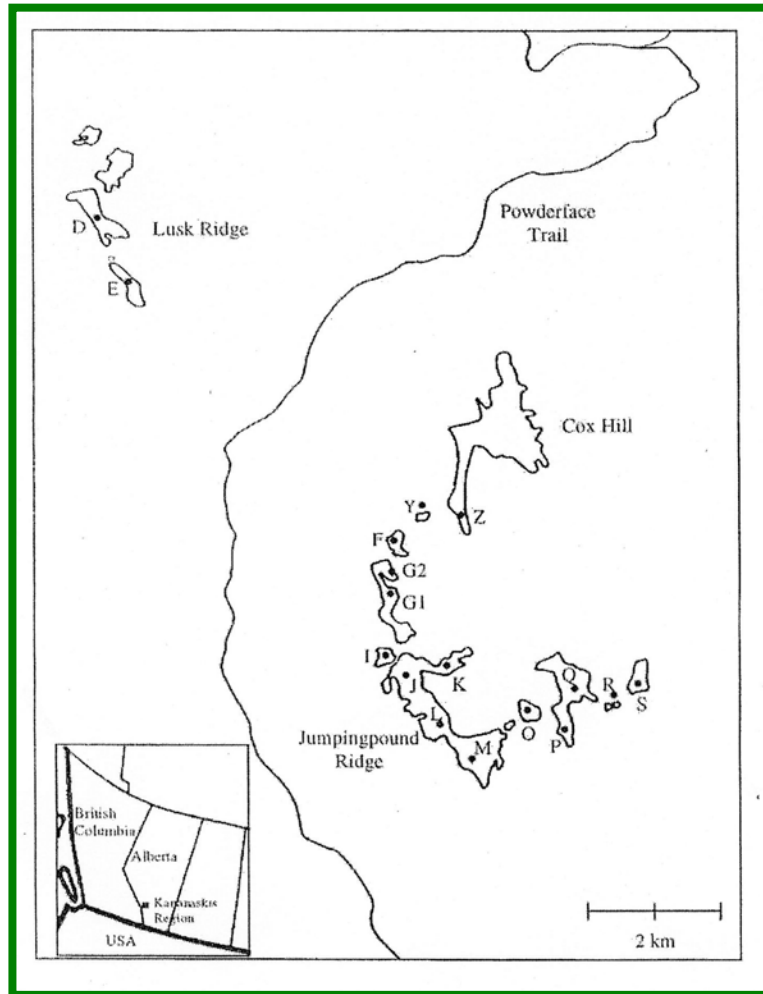 Powderface
Trail
D
Lusk Ridge
E
Cox Hill
Y
Z
F
G2
G1
I
J
K
Q
R
S
L
O
P
Jumpingpound
Ridge
M
British
Columbia
Alberta
Kananaskis
Region
USA
2 km